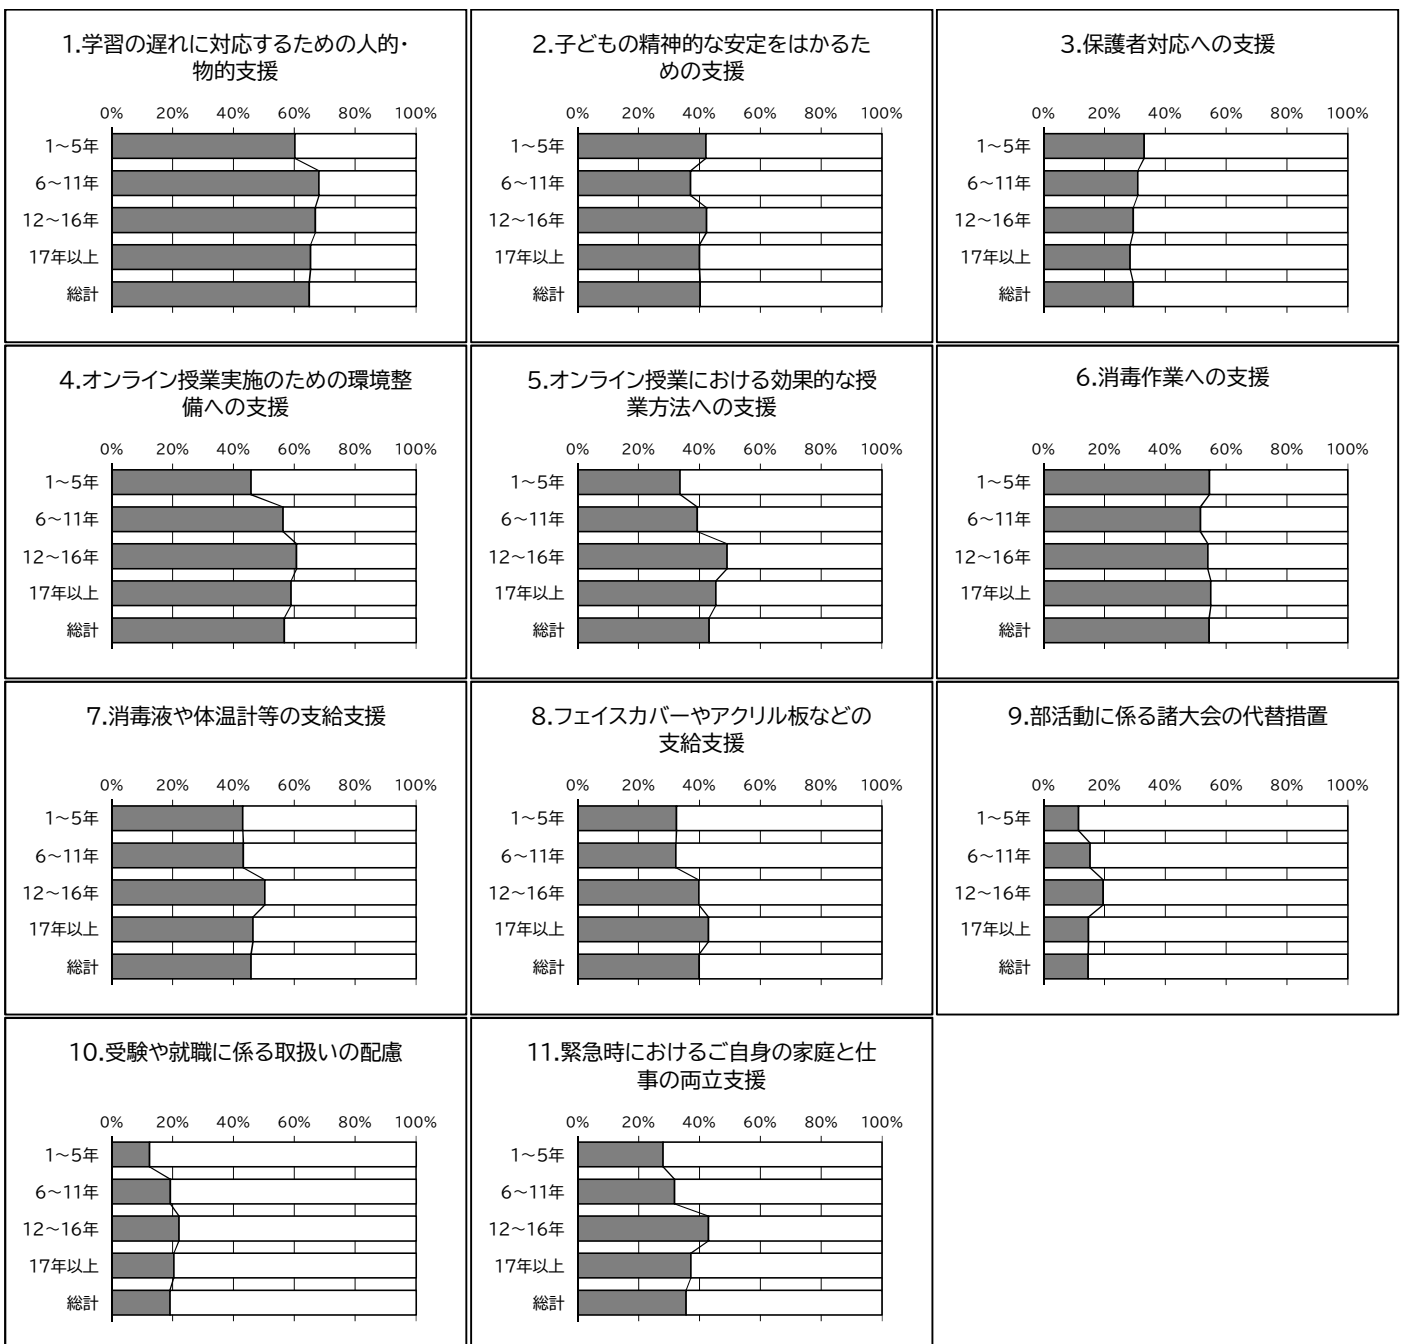 1.学習の遅れに対応するための人的・
物的支援
0% 20% 40% 60% 80% 100%
1～5年
6～11年
12～16年
17年以上
総計
2.子どもの精神的な安定をはかるた
めの支援
0% 20% 40% 60% 80% 100%
1～5年
6～11年
12～16年
17年以上
総計
3.保護者対応への支援
0% 20% 40% 60% 80% 100%
1～5年
6～11年
12～16年
17年以上
総計
4.オンライン授業実施のための環境整
備への支援
0% 20% 40% 60% 80% 100%
1～5年
6～11年
12～16年
17年以上
総計
5.オンライン授業における効果的な授
業方法への支援
0% 20% 40% 60% 80% 100%
1～5年
6～11年
12～16年
17年以上
総計
6.消毒作業への支援
0% 20% 40% 60% 80% 100%
1～5年
6～11年
12～16年
17年以上
総計
7.消毒液や体温計等の支給支援
0% 20% 40% 60% 80% 100%
1～5年
6～11年
12～16年
17年以上
総計
8.フェイスカバーやアクリル板などの
支給支援
0% 20% 40% 60% 80% 100%
1～5年
6～11年
12～16年
17年以上
総計
9.部活動に係る諸大会の代替措置
0% 20% 40% 60% 80% 100%
1～5年
6～11年
12～16年
17年以上
総計
10.受験や就職に係る取扱いの配慮
0% 20% 40% 60% 80% 100%
1～5年
6～11年
12～16年
17年以上
総計
11.緊急時におけるご自身の家庭と仕
事の両立支援
0% 20% 40% 60% 80% 100%
1～5年
6～11年
12～16年
17年以上
総計